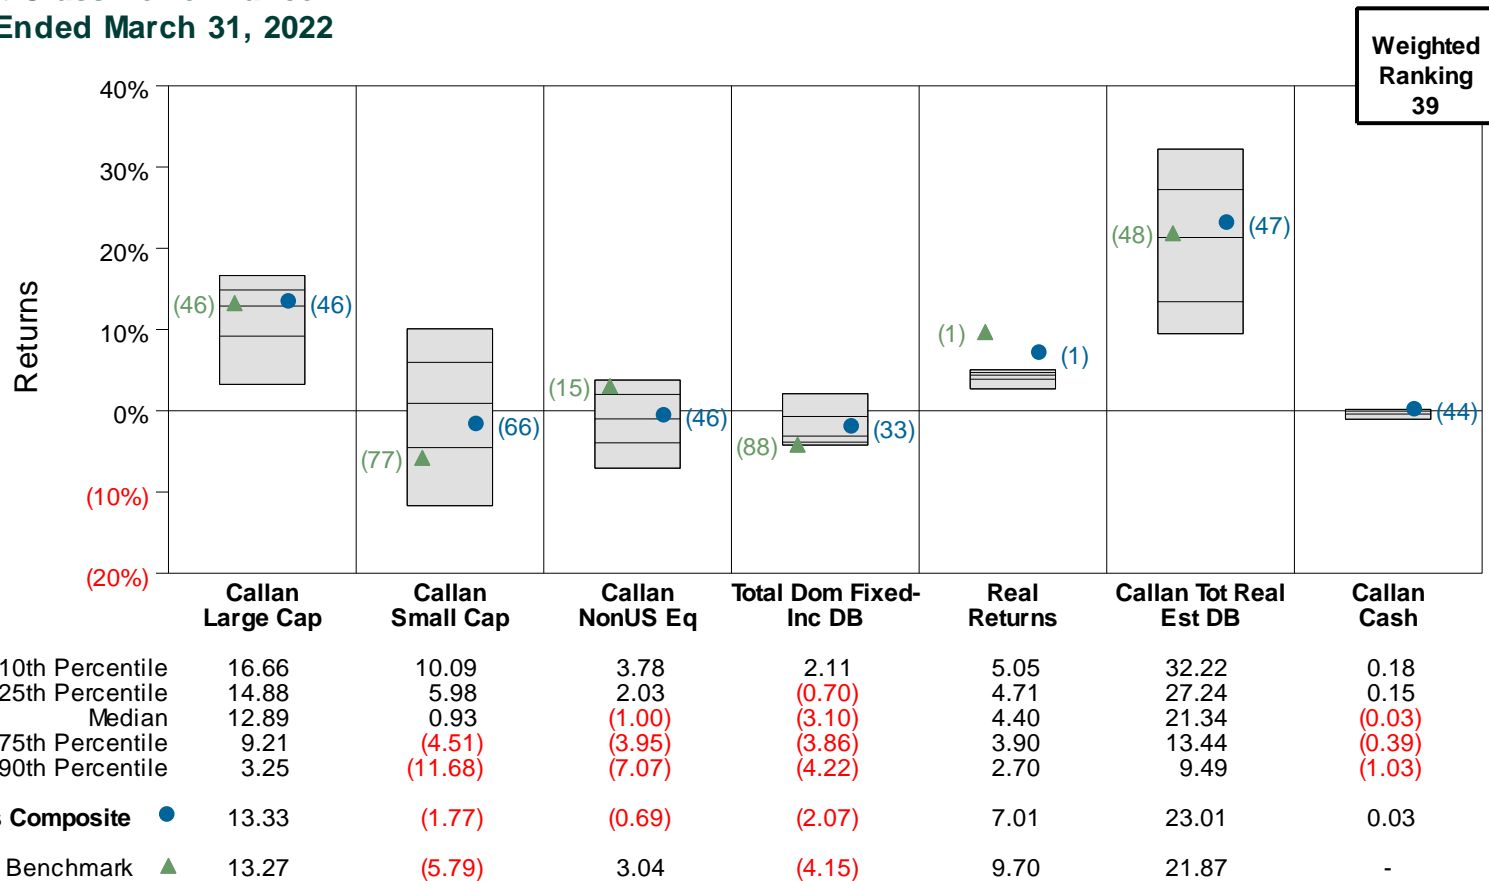 Ended March 31, 2022
Weighted
Ranking
39
Returns
40%
30%
20%
10%
0%
(10%)
(20%)
(46) (46)
(77) (66)
(15) (46)
(88) (33)
(1) (1)
(48) (47)
(44)
Callan Large Cap
Callan Small Cap
Callan NonUS Eq
Total Dom Fixed-Inc DB
Real Returns
Callan Tot Real Est DB
Callan Cash
10th Percentile 16.66 10.09 3.78 2.11 5.05 32.22 0.18
25th Percentile 14.88 5.98 2.03 (0.70) 4.71 27.24 0.15
Median 12.89 0.93 (1.00) (3.10) 4.40 21.34 (0.03)
75th Percentile 9.21 (4.51) (3.95) (3.86) 3.90 13.44 (0.39)
90th Percentile 3.25 (11.68) (7.07) (4.22) 2.70 9.49 (1.03)
Composite 13.33 (1.77) (0.69) (2.07) 7.01 23.01 0.03
Benchmark 13.27 (5.79) 3.04 (4.15) 9.70 21.87 -